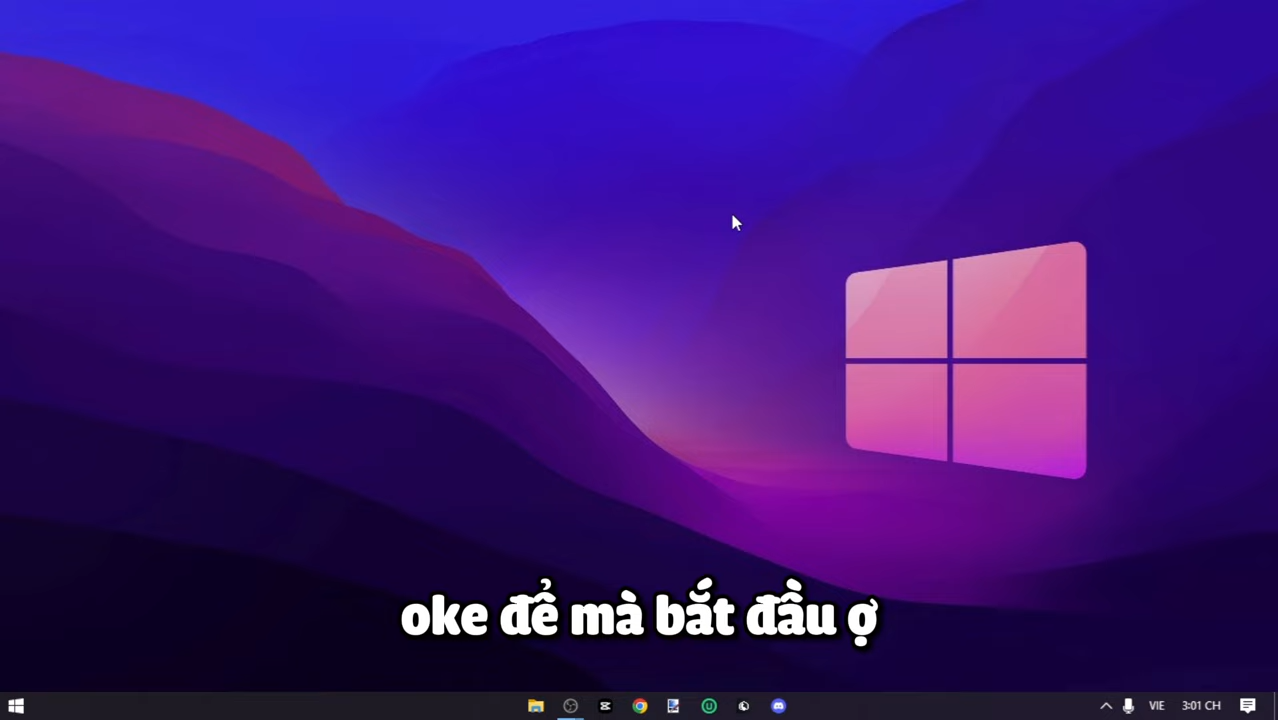 oke để mà bắt đầu ợ
VIE
3:01 CH